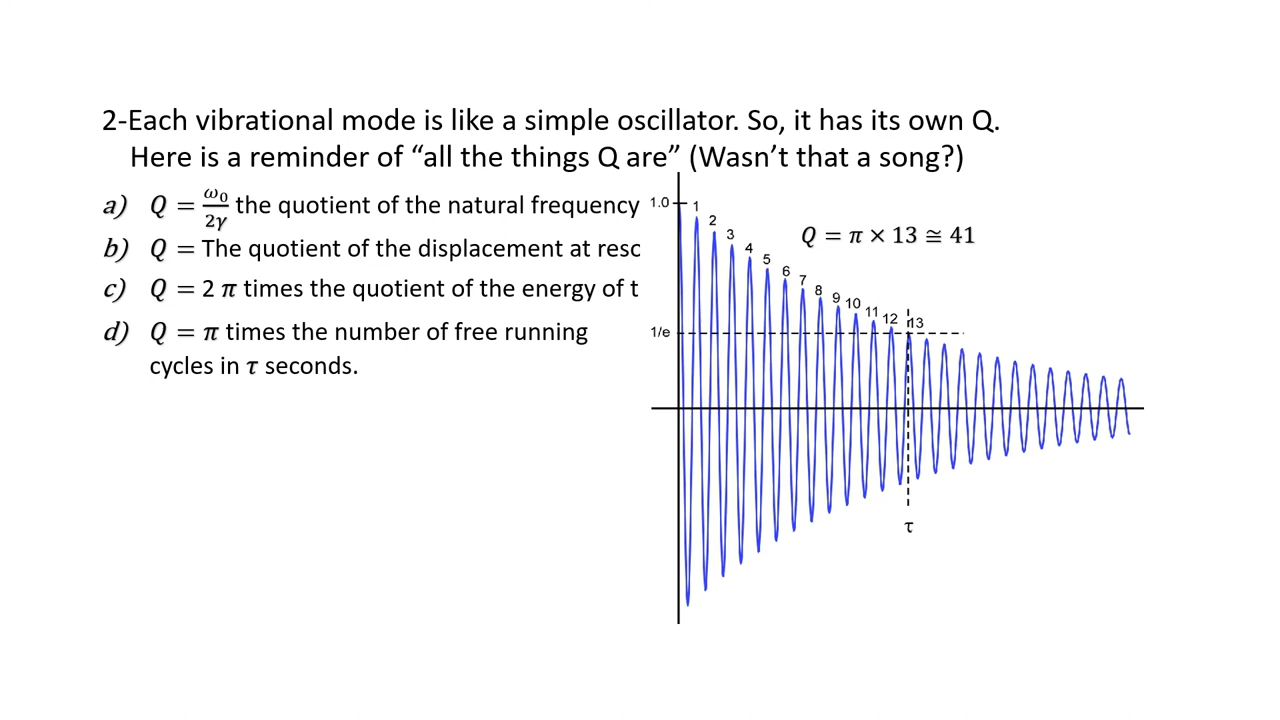 2-Each vibrational mode is like a simple oscillator. So, it has its own Q.
Here is a reminder of “all the things Q are” (Wasn’t that a song?)
a) Q = ω₀/2γ the quotient of the natural frequency
b) Q = The quotient of the displacement at resc
c) Q = 2 π times the quotient of the energy of t
d) Q = π times the number of free running
cycles in τ seconds.
1.0
1
2
3
4
5
6
7
8
9
10
11
12
13
Q = π × 13 ≅ 41
1/e
τ